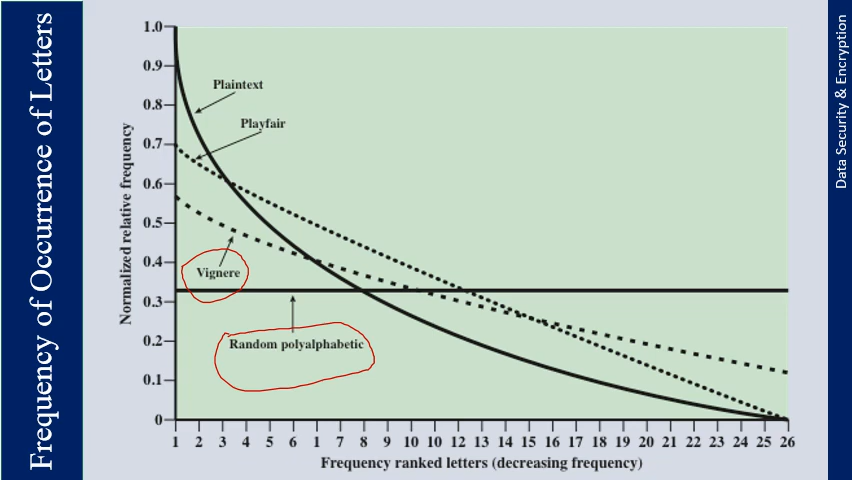 Frequency of Occurrence of Letters
Data Security & Encryption
Normalized relative frequency
1.0
0.9
0.8
0.7
0.6
0.5
0.4
0.3
0.2
0.1
0
Plaintext
Playfair
Vignere
Random polyalphabetic
1 2 3 4 5 6 1 7 8 9 10 10 12 13 14 15 16 17 18 19 20 21 22 23 24 25 26
Frequency ranked letters (decreasing frequency)